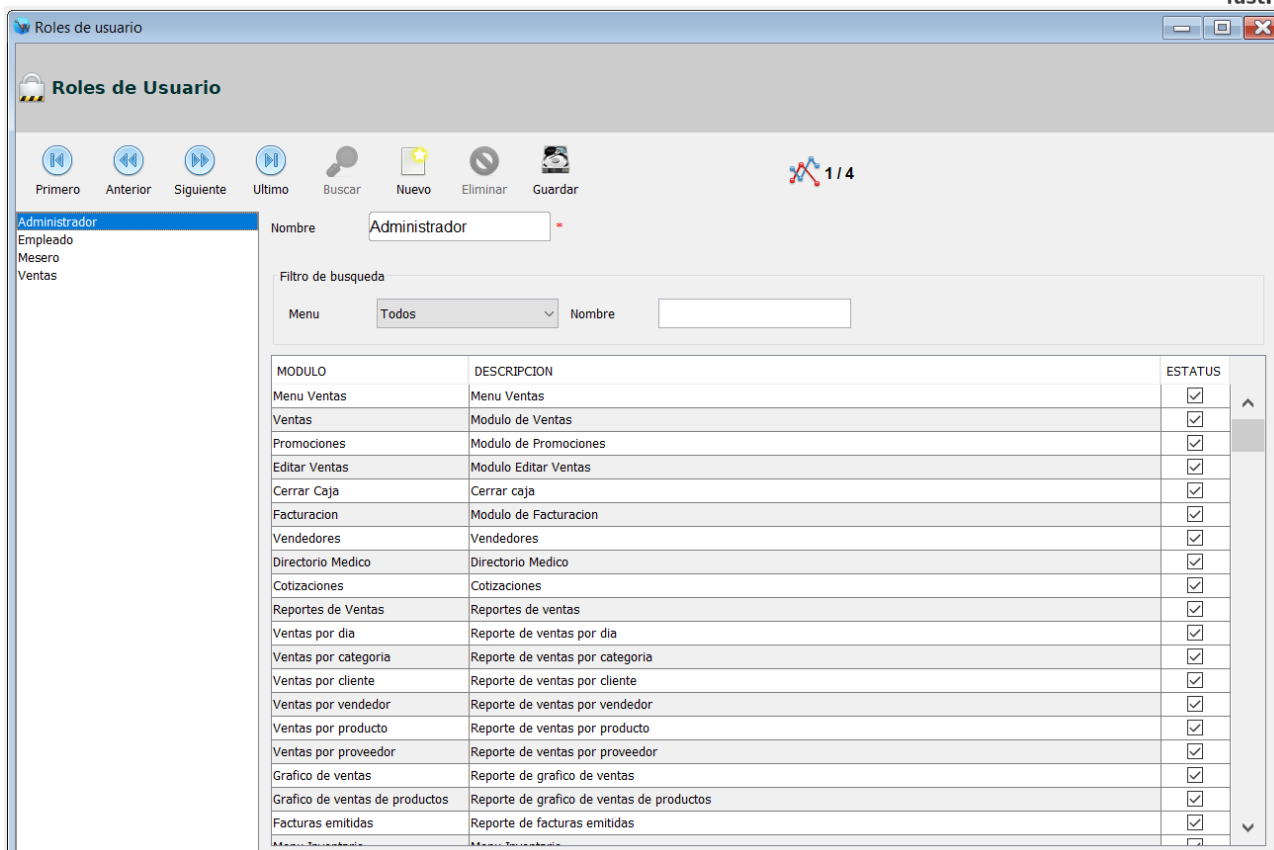 Roles de usuario
Roles de Usuario
Primero Anterior Siguiente Ultimo Buscar Nuevo Eliminar Guardar 1 / 4
Administrador
Empleado
Mesero
Ventas
Nombre Administrador *
Filtro de busqueda
Menu Todos Nombre
MODULO DESCRIPCION ESTATUS
Menu Ventas Menu Ventas
Ventas Modulo de Ventas
Promociones Modulo de Promociones
Editar Ventas Modulo Editar Ventas
Cerrar Caja Cerrar caja
Facturacion Modulo de Facturacion
Vendedores Vendedores
Directorio Medico Directorio Medico
Cotizaciones Cotizaciones
Reportes de Ventas Reportes de ventas
Ventas por dia Reporte de ventas por dia
Ventas por categoria Reporte de ventas por categoria
Ventas por cliente Reporte de ventas por cliente
Ventas por vendedor Reporte de ventas por vendedor
Ventas por producto Reporte de ventas por producto
Ventas por proveedor Reporte de ventas por proveedor
Grafico de ventas Reporte de grafico de ventas
Grafico de ventas de productos Reporte de grafico de ventas de productos
Facturas emitidas Reporte de facturas emitidas
Menu Inventario Menu Inventario